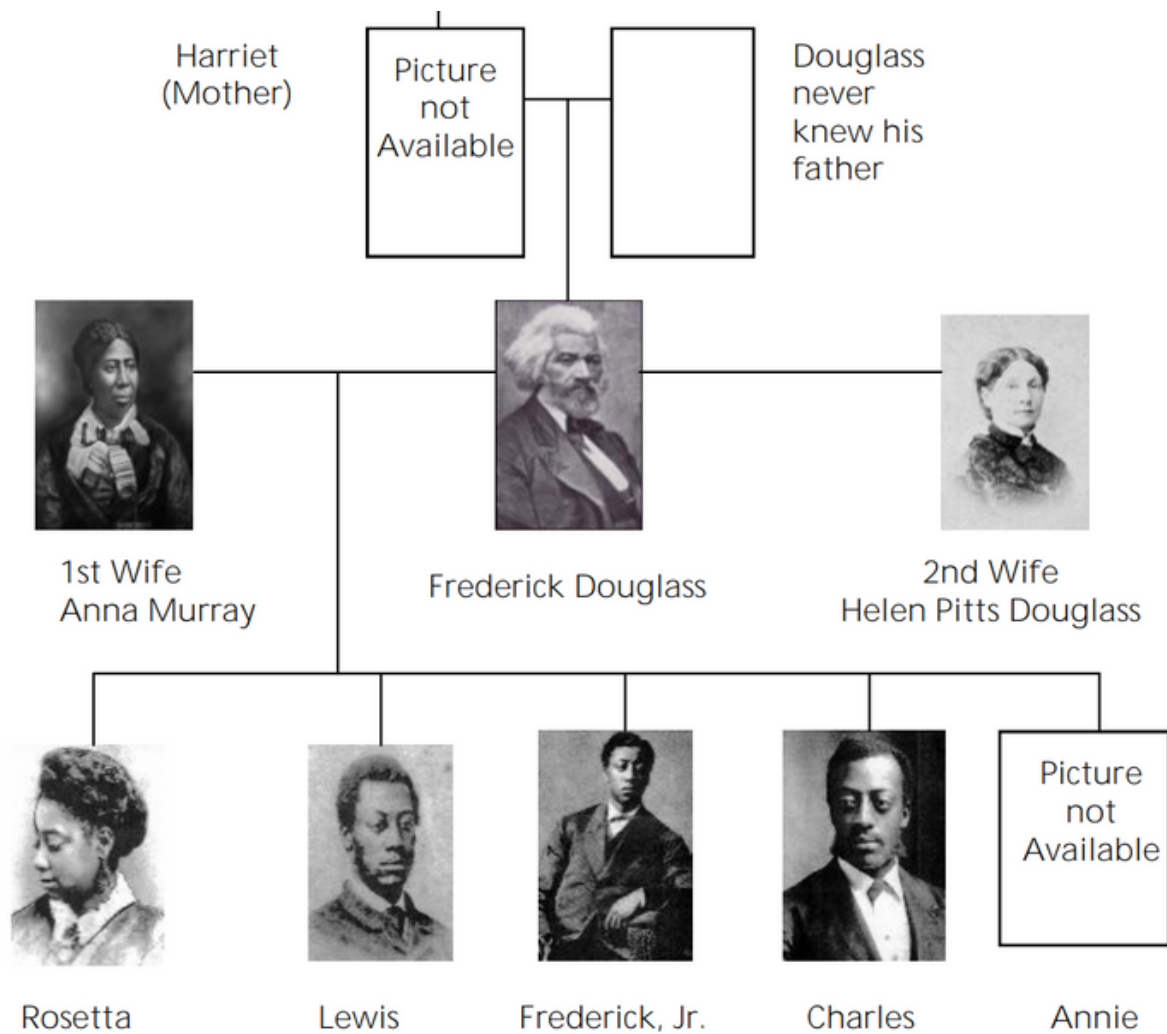 Harriet
(Mother)
Picture
not
Available
Douglass
never
knew his
father
1st Wife
Anna Murray
Frederick Douglass
2nd Wife
Helen Pitts Douglass
Picture
not
Available
Rosetta
Lewis
Frederick, Jr.
Charles
Annie